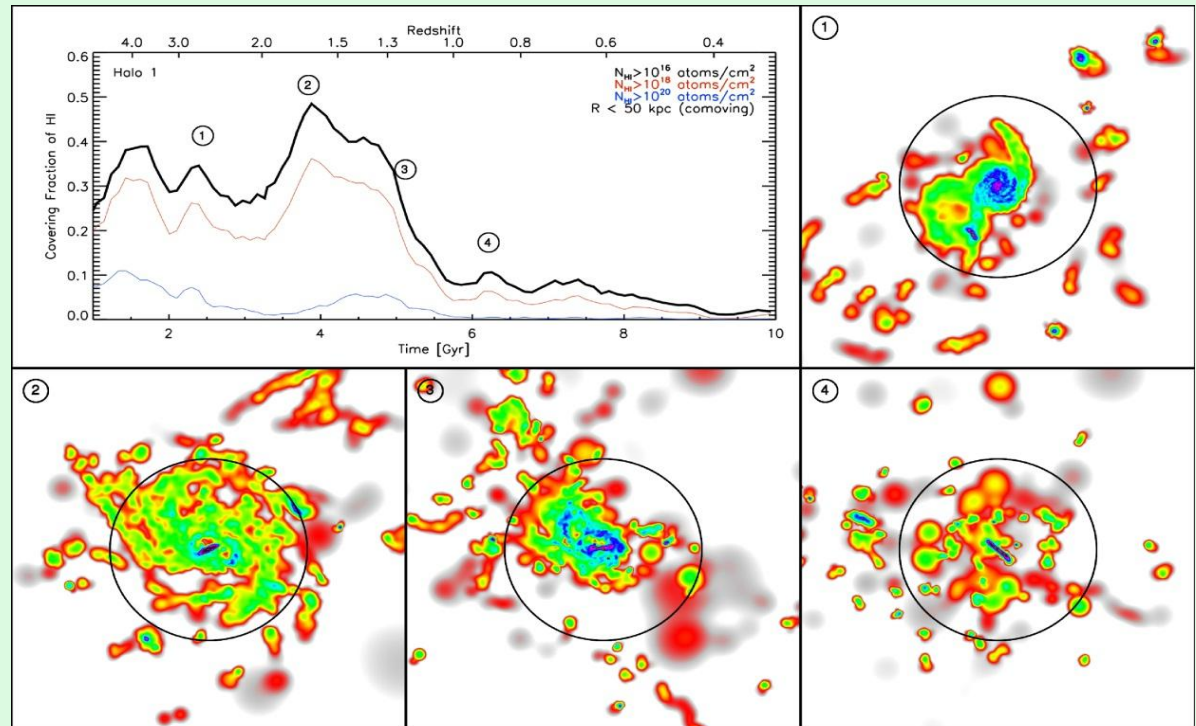 Redshift
4.0 3.0 2.0 1.5 1.3 1.0 0.8 0.6 0.4
Halo 1
N_HI>10^16 atoms/cm^2
N_HI>10^18 atoms/cm^2
N_HI>10^20 atoms/cm^2
R < 50 kpc (comoving)
Covering Fraction of HI
0.6
0.5
0.4
0.3
0.2
0.1
0.0
1
2
3
4
2 4 6 8 10
Time [Gyr]
1
2
3
4